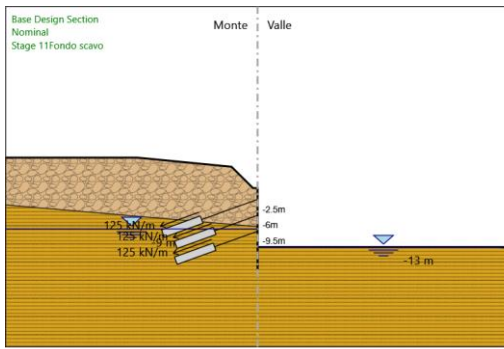 Base Design Section
Nominal
Stage 11Fondo scavo
Monte
Valle
-2.5m
125 kN/m
-6m
125 kN/m
-9 m
-9.5m
125 kN/m
-13 m